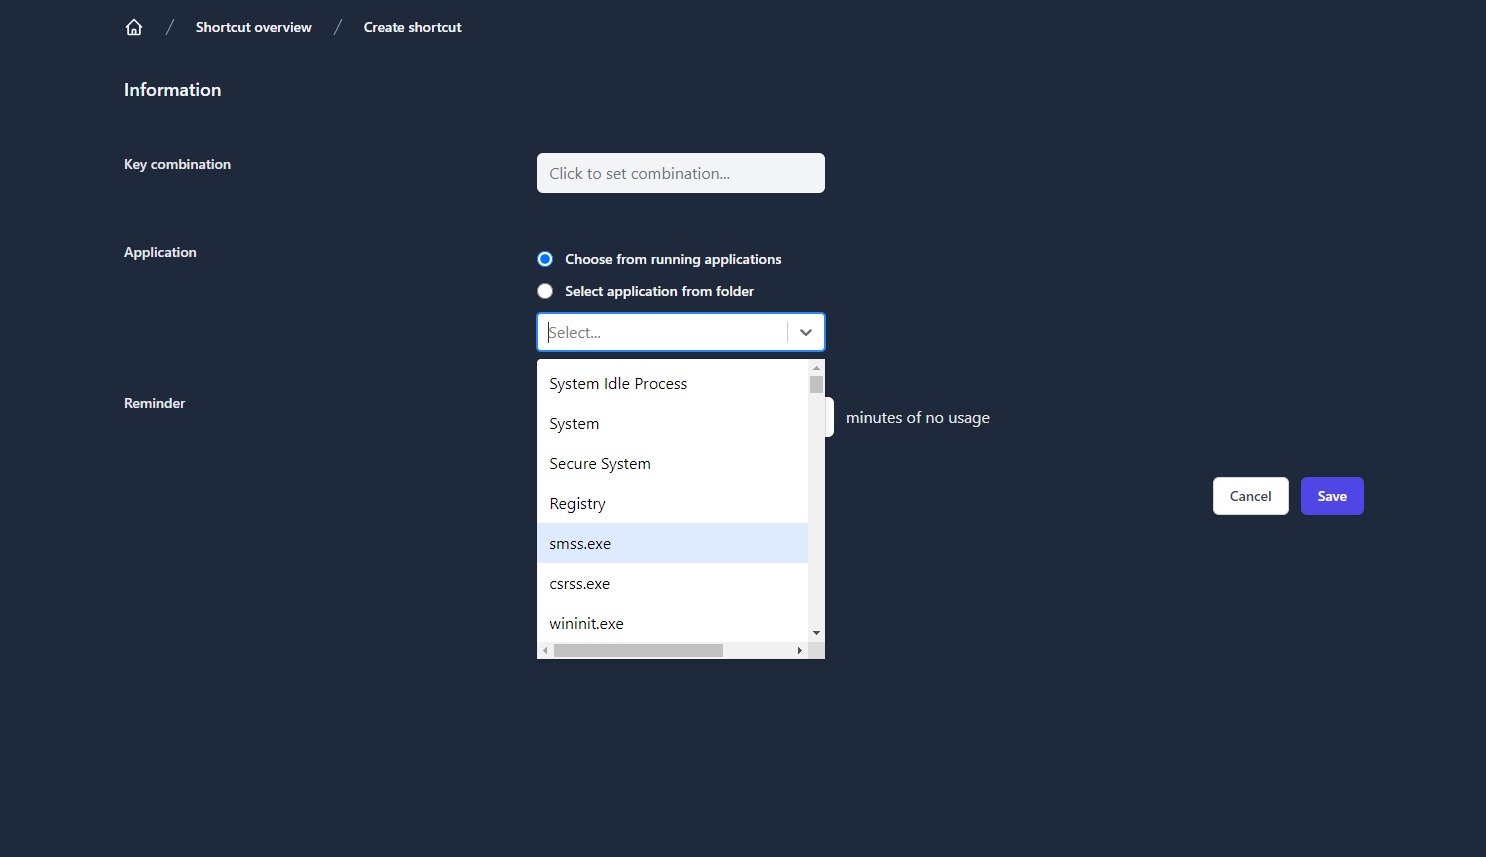 Shortcut overview / Create shortcut
Information
Key combination
Click to set combination...
Application
Choose from running applications
Select application from folder
Select...
System Idle Process
System
Secure System
Registry
smss.exe
csrss.exe
wininit.exe
Reminder
minutes of no usage
Cancel
Save